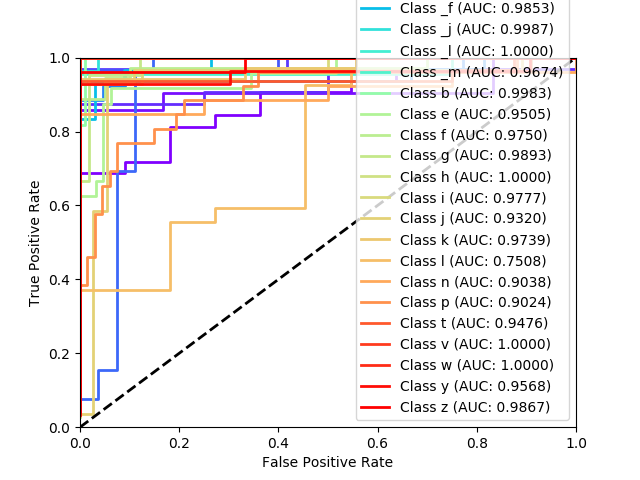 Class _f (AUC: 0.9853)
Class _j (AUC: 0.9987)
Class _l (AUC: 1.0000)
Class _m (AUC: 0.9674)
Class b (AUC: 0.9983)
Class e (AUC: 0.9505)
Class f (AUC: 0.9750)
Class g (AUC: 0.9893)
Class h (AUC: 1.0000)
Class i (AUC: 0.9777)
Class j (AUC: 0.9320)
Class k (AUC: 0.9739)
Class l (AUC: 0.7508)
Class n (AUC: 0.9038)
Class p (AUC: 0.9024)
Class t (AUC: 0.9476)
Class v (AUC: 1.0000)
Class w (AUC: 1.0000)
Class y (AUC: 0.9568)
Class z (AUC: 0.9867)
True Positive Rate
1.0
0.8
0.6
0.4
0.2
0.0
0.0 0.2 0.4 0.6 0.8 1.0
False Positive Rate